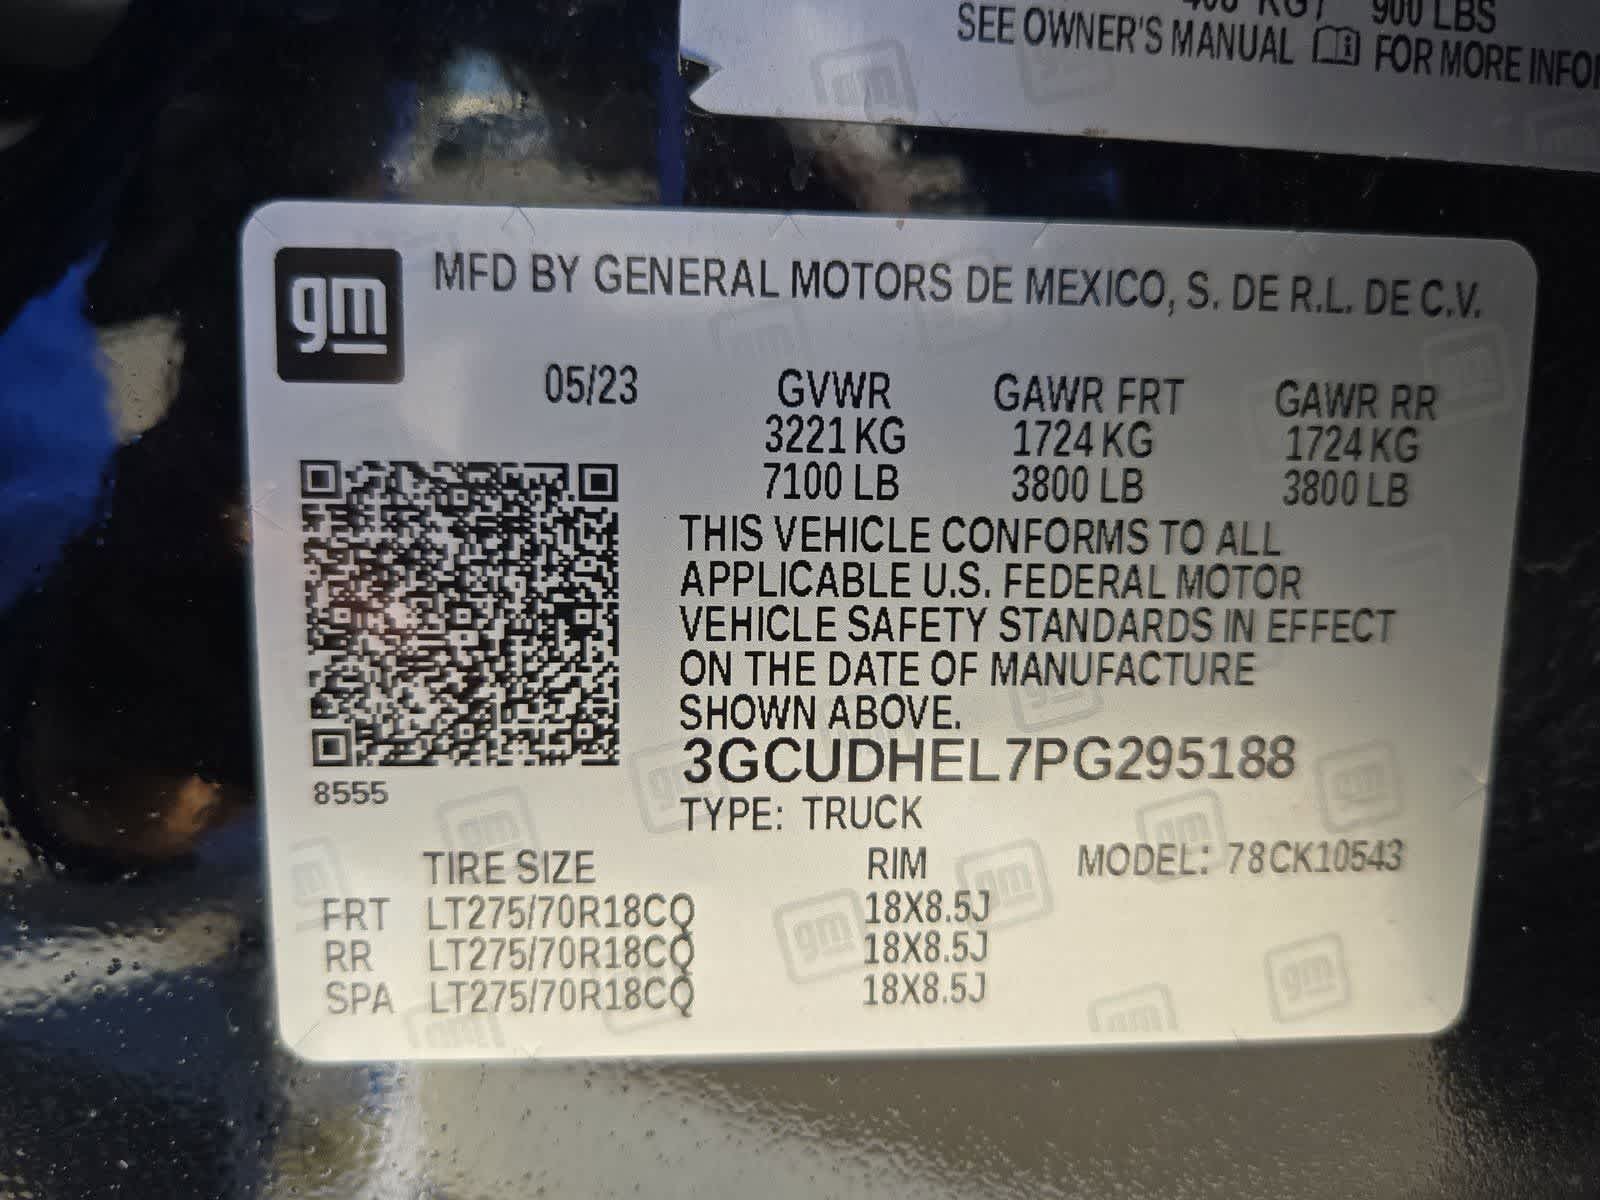 900 LBS
SEE OWNER'S MANUAL FOR MORE INFO
gm
MFD BY GENERAL MOTORS DE MEXICO, S. DE R.L. DE C.V.
05/23 GVWR GAWR FRT GAWR RR
3221 KG 1724 KG 1724 KG
7100 LB 3800 LB 3800 LB
THIS VEHICLE CONFORMS TO ALL
APPLICABLE U.S. FEDERAL MOTOR
VEHICLE SAFETY STANDARDS IN EFFECT
ON THE DATE OF MANUFACTURE
SHOWN ABOVE.
3GCUDHEL7PG295188
8555
TYPE: TRUCK
TIRE SIZE RIM MODEL: 78CK10543
FRT LT275/70R18CQ 18X8.5J
RR LT275/70R18CQ 18X8.5J
SPA LT275/70R18CQ 18X8.5J